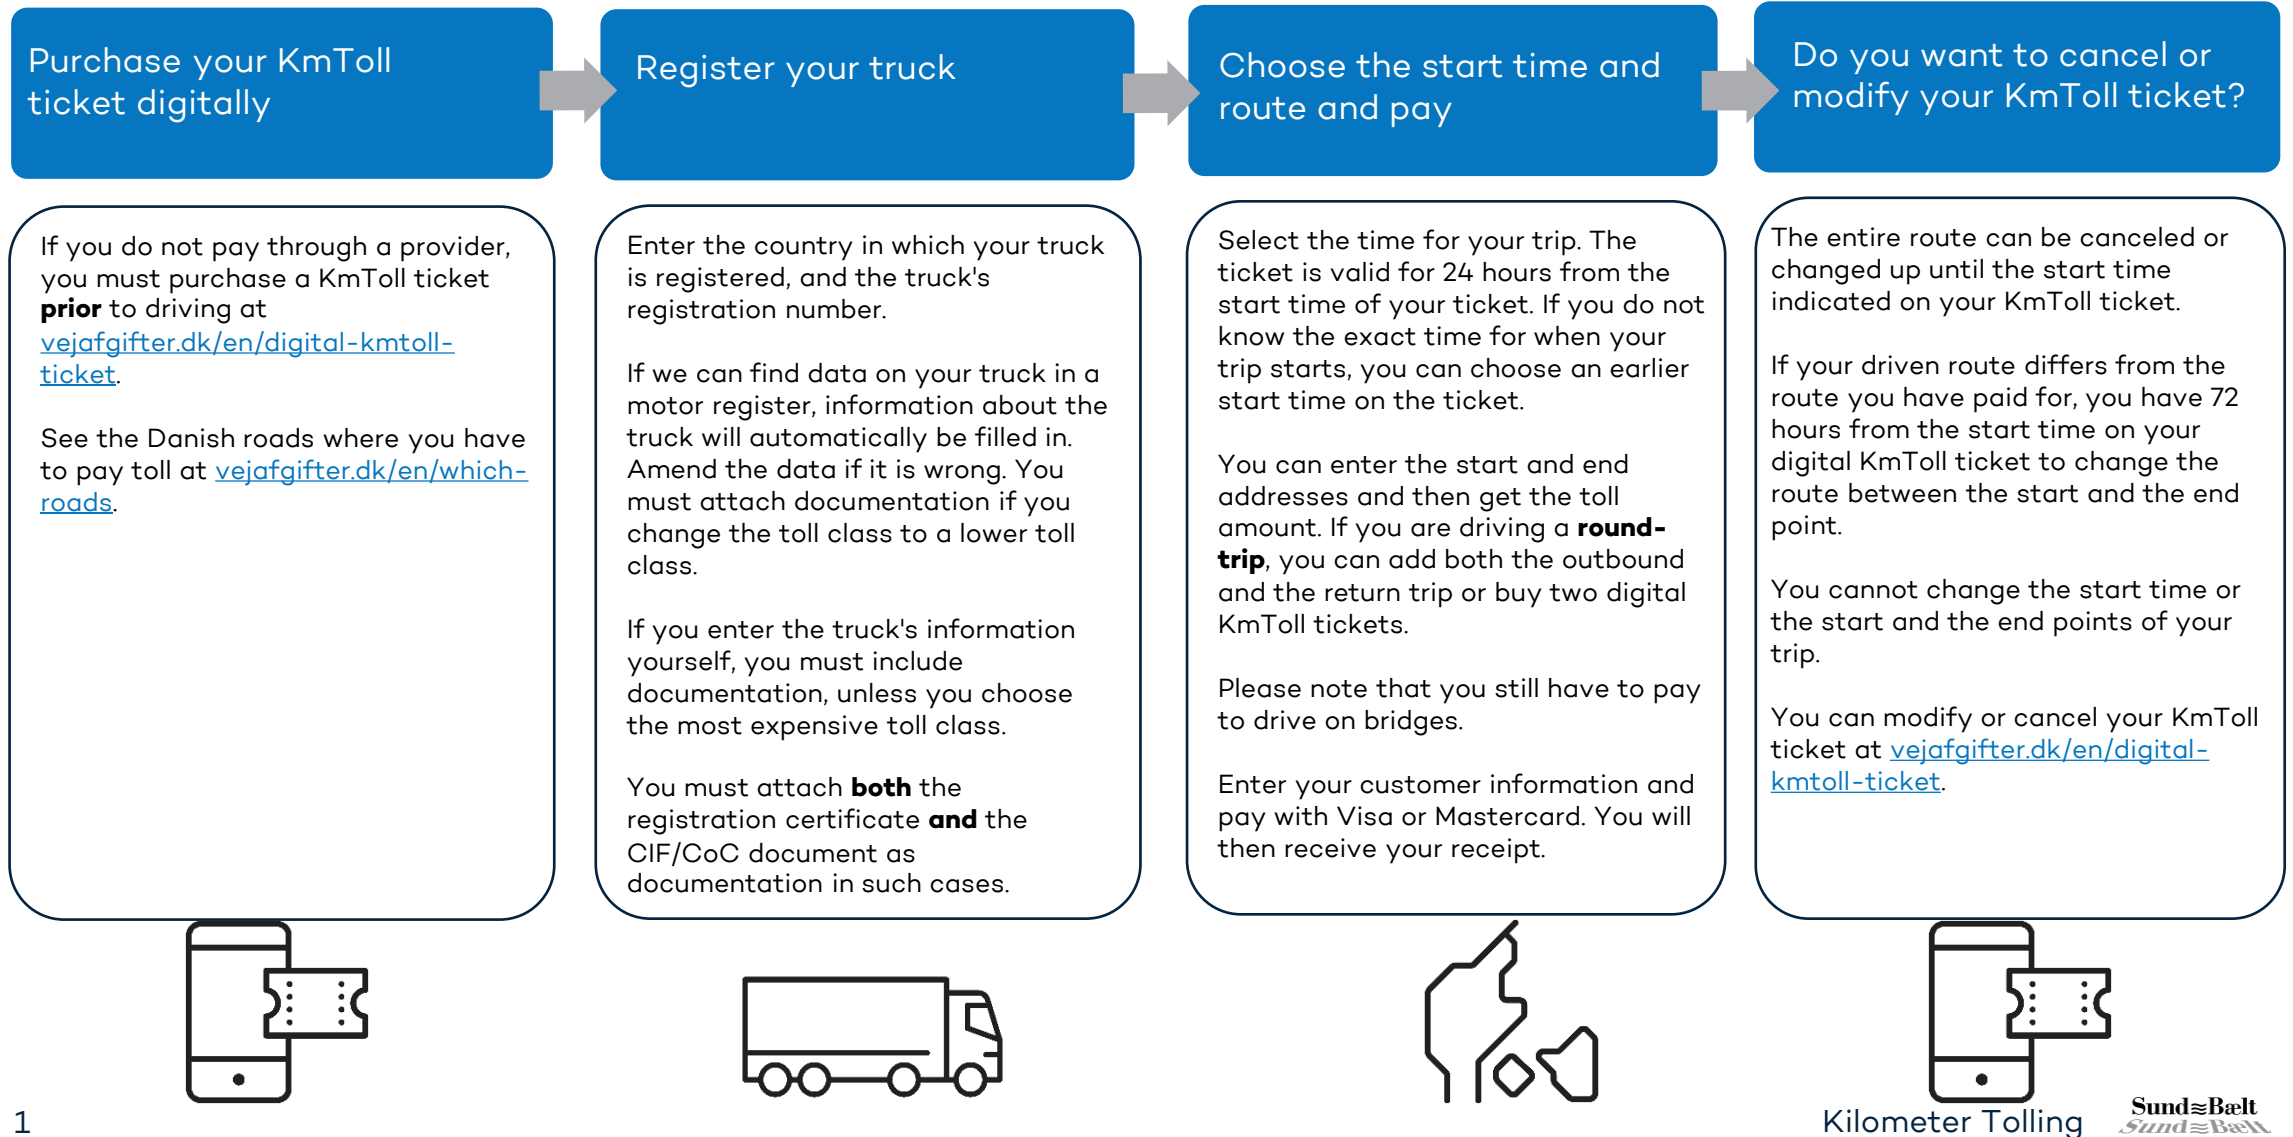 Purchase your KmToll
ticket digitally
Register your truck
Choose the start time and
route and pay
Do you want to cancel or
modify your KmToll ticket?
If you do not pay through a provider,
you must purchase a KmToll ticket
prior to driving at
vejafgifter.dk/en/digital-kmtoll-
ticket.
See the Danish roads where you have
to pay toll at vejafgifter.dk/en/which-
roads.
Enter the country in which your truck
is registered, and the truck's
registration number.
If we can find data on your truck in a
motor register, information about the
truck will automatically be filled in.
Amend the data if it is wrong. You
must attach documentation if you
change the toll class to a lower toll
class.
If you enter the truck's information
yourself, you must include
documentation, unless you choose
the most expensive toll class.
You must attach both the
registration certificate and the
CIF/CoC document as
documentation in such cases.
Select the time for your trip. The
ticket is valid for 24 hours from the
start time of your ticket. If you do not
know the exact time for when your
trip starts, you can choose an earlier
start time on the ticket.
You can enter the start and end
addresses and then get the toll
amount. If you are driving a round-
trip, you can add both the outbound
and the return trip or buy two digital
KmToll tickets.
Please note that you still have to pay
to drive on bridges.
Enter your customer information and
pay with Visa or Mastercard. You will
then receive your receipt.
The entire route can be canceled or
changed up until the start time
indicated on your KmToll ticket.
If your driven route differs from the
route you have paid for, you have 72
hours from the start time on your
digital KmToll ticket to change the
route between the start and the end
point.
You cannot change the start time or
the start and the end points of your
trip.
You can modify or cancel your KmToll
ticket at vejafgifter.dk/en/digital-
kmtoll-ticket.
1
Kilometer Tolling
Sund≋Bælt
Sund≋Bælt